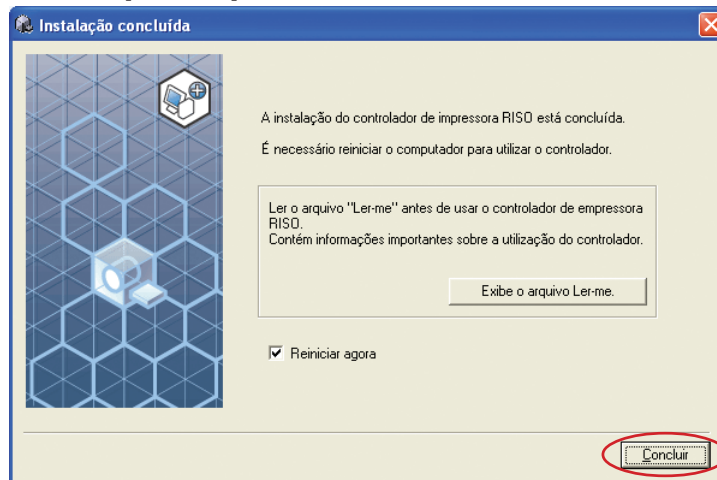 Instalação concluída
A instalação do controlador de impressora RISO está concluída.
É necessário reiniciar o computador para utilizar o controlador.
Ler o arquivo "Ler-me" antes de usar o controlador de empressora
RISO.
Contém informações importantes sobre a utilização do controlador.
Exibe o arquivo Ler-me.
Reiniciar agora
Concluir